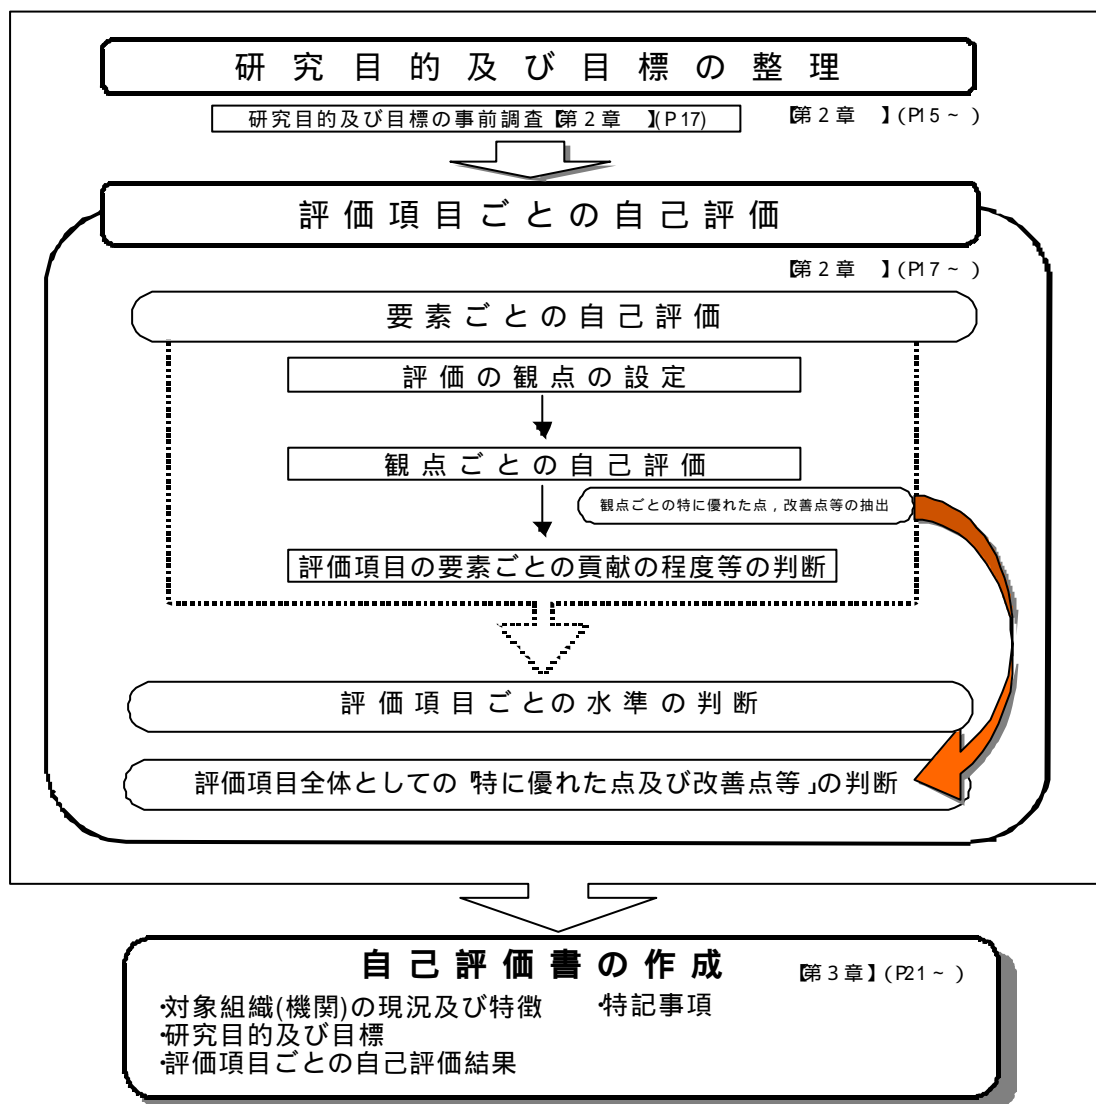 研究目的及び目標の整理
研究目的及び目標の事前調査【第2章 】(P17)
【第2章 】(P15~ )
評価項目ごとの自己評価
【第2章 】(P17~ )
要素ごとの自己評価
評価の観点の設定
観点ごとの自己評価
観点ごとの特に優れた点,改善点等の抽出
評価項目の要素ごとの貢献の程度等の判断
評価項目ごとの水準の判断
評価項目全体としての「特に優れた点及び改善点等」の判断
自己評価書の作成
【第3章】(P21~ )
・対象組織(機関)の現況及び特徴 ・特記事項
・研究目的及び目標
・評価項目ごとの自己評価結果